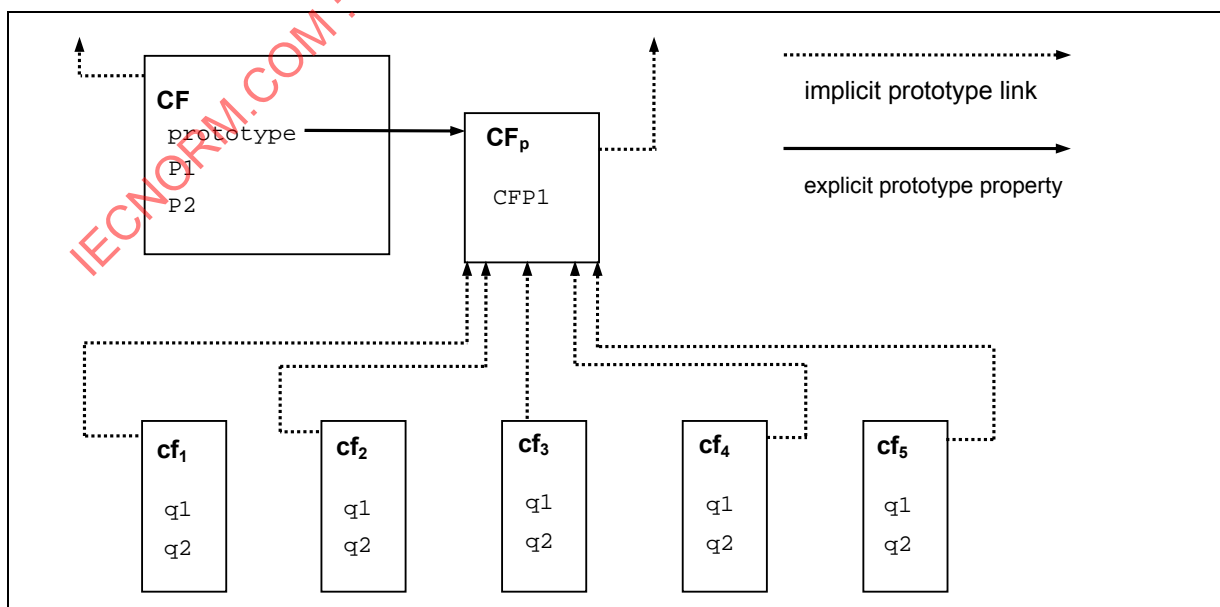 IECNORM.COM
CF
prototype
P1
P2
CFp
CFP1
implicit prototype link
explicit prototype property
cf1
q1
q2
cf2
q1
q2
cf3
q1
q2
cf4
q1
q2
cf5
q1
q2